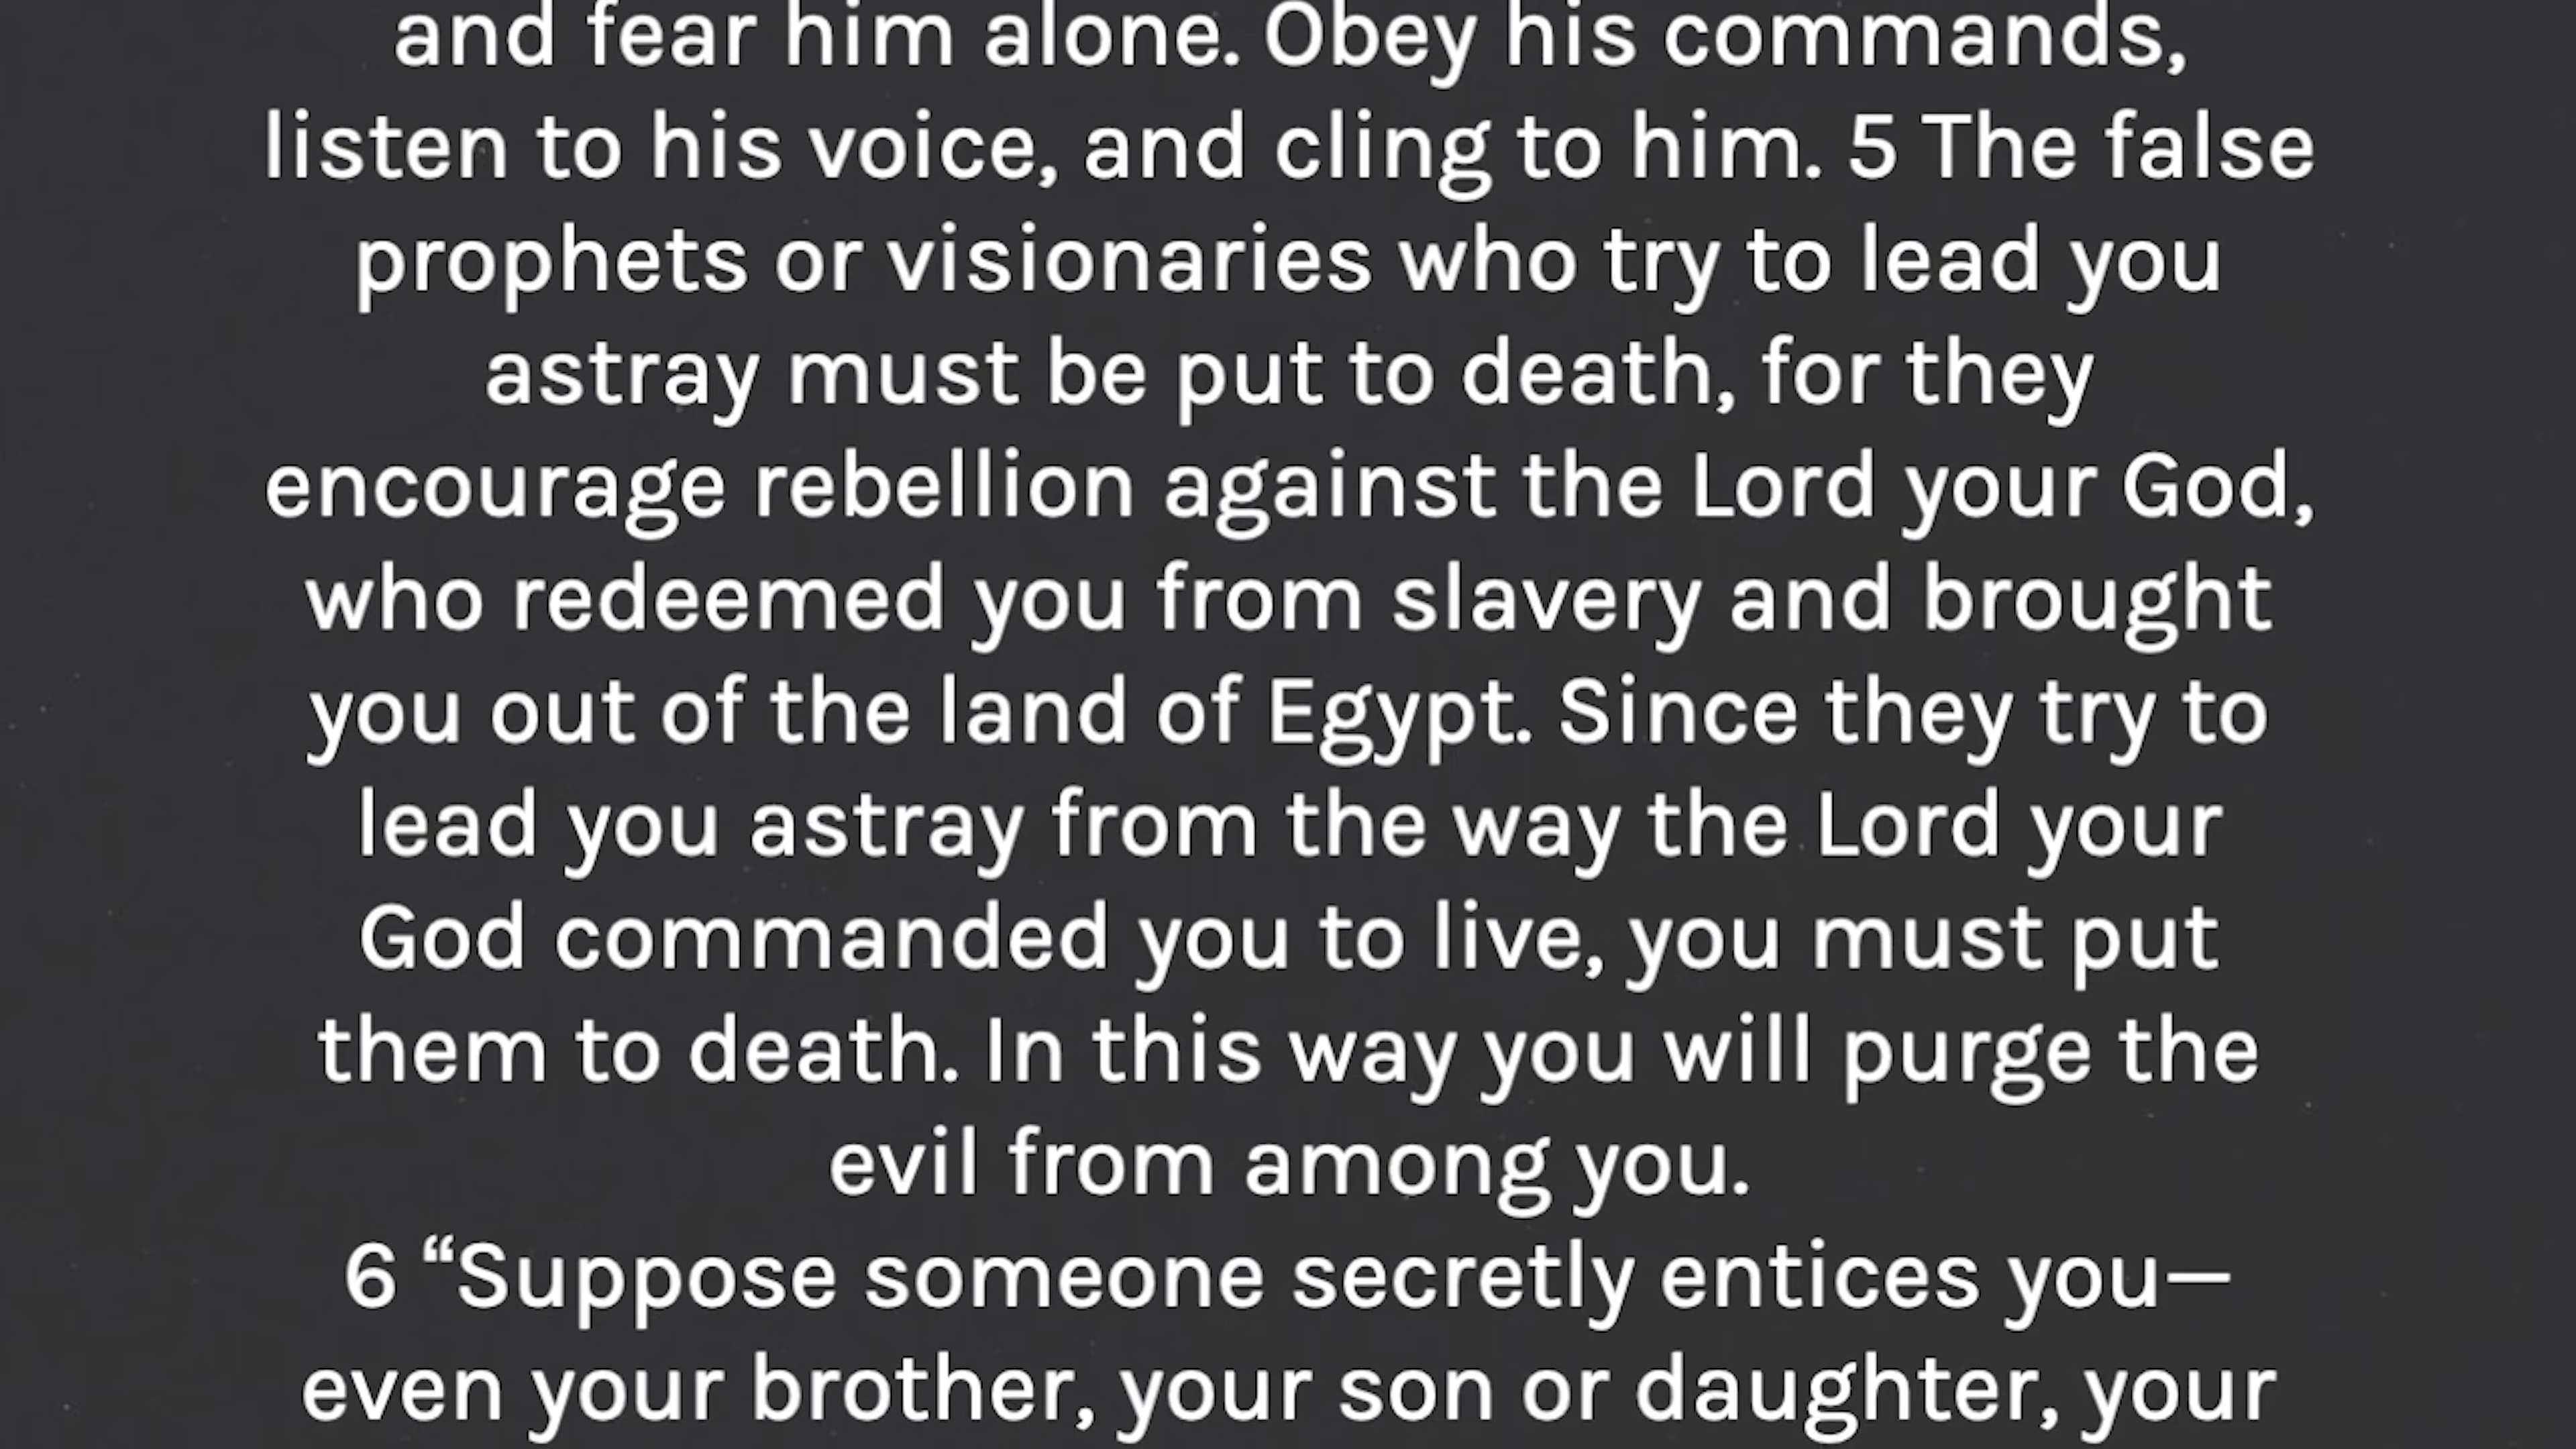 and fear him alone. Obey his commands,
listen to his voice, and cling to him. 5 The false
prophets or visionaries who try to lead you
astray must be put to death, for they
encourage rebellion against the Lord your God,
who redeemed you from slavery and brought
you out of the land of Egypt. Since they try to
lead you astray from the way the Lord your
God commanded you to live, you must put
them to death. In this way you will purge the
evil from among you.
6 “Suppose someone secretly entices you—
even your brother, your son or daughter, your